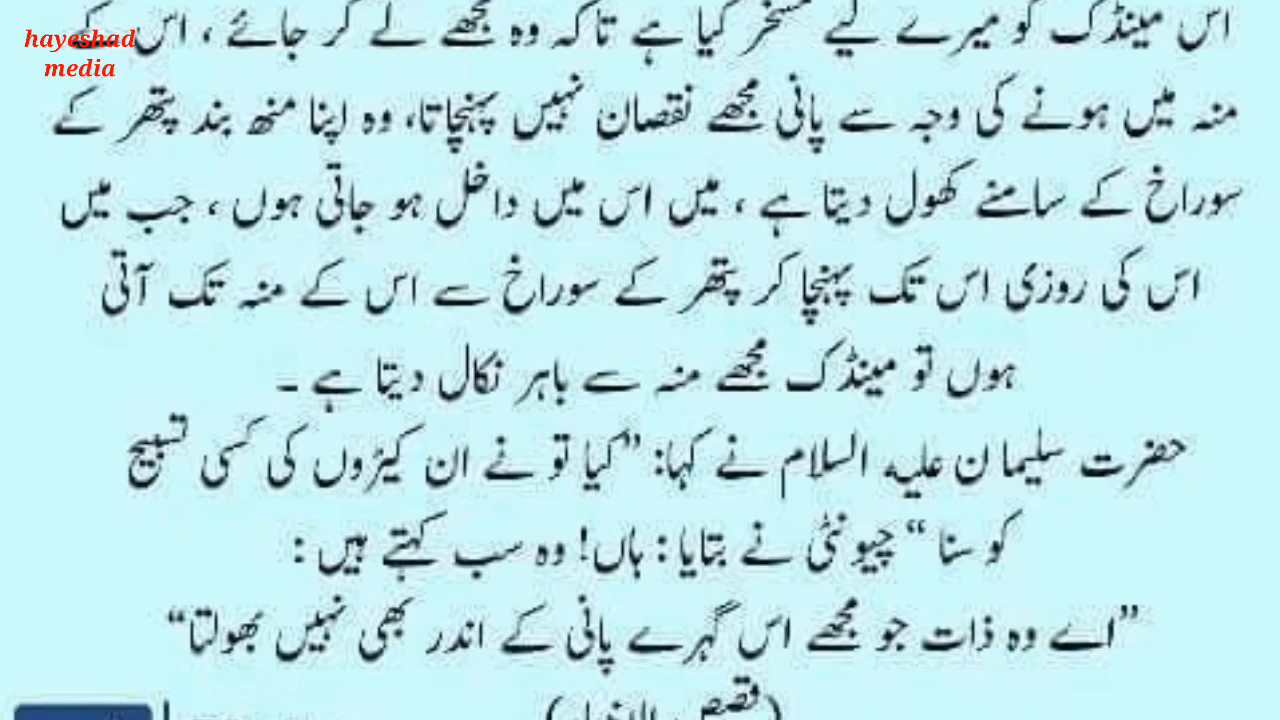 hayeshad
media
اس مینڈک کو میرے لیے مسخر کیا ہے تاکہ وہ مجھے لے کر جائے ، اس کے
منہ میں ہونے کی وجہ سے پانی مجھے نقصان نہیں پہنچاتا، وہ اپنا منھ بند پتھر کے
سوراخ کے سامنے کھول دیتا ہے ، میں اس میں داخل ہو جاتی ہوں ، جب میں
اس کی روزی اس تک پہنچا کر پتھر کے سوراخ سے اس کے منہ تک آتی
ہوں تو مینڈک مجھے منہ سے باہر نکال دیتا ہے ۔
حضرت سلیمان علیہ السلام نے کہا: ”کیا تو نے ان کیڑوں کی کسی تسبیح
کو سنا “ چیونٹی نے بتایا : ہاں! وہ سب کہتے ہیں :
”اے وہ ذات جو مجھے اس گہرے پانی کے اندر بھی نہیں بھولتا“